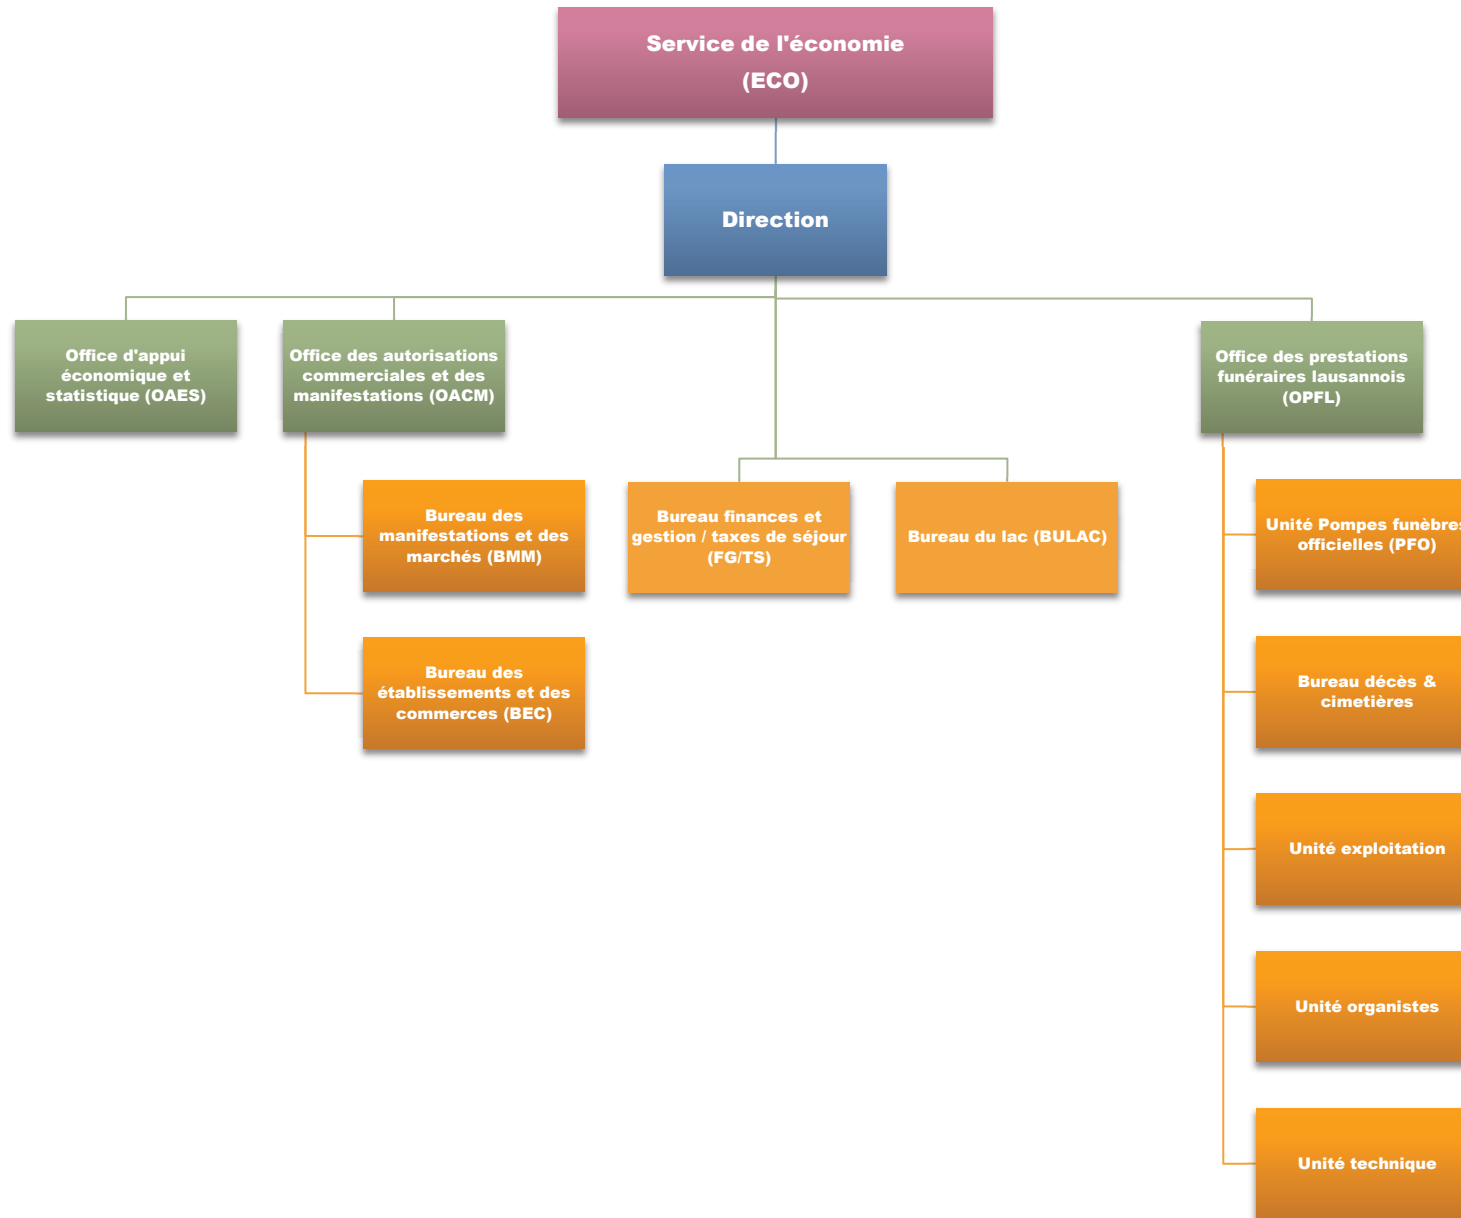 Service de l'économie
(ECO)
Direction
Office d'appui
économique et
statistique (OAES)
Office des autorisations
commerciales et des
manifestations (OACM)
Office des prestations
funéraires lausannois
(OPFL)
Bureau des
manifestations et des
marchés (BMM)
Bureau finances et
gestion / taxes de séjour
(FG/TS)
Bureau du lac (BULAC)
Unité Pompes funèbres
officielles (PFO)
Bureau des
établissements et des
commerces (BEC)
Bureau décès &
cimetières
Unité exploitation
Unité organistes
Unité technique